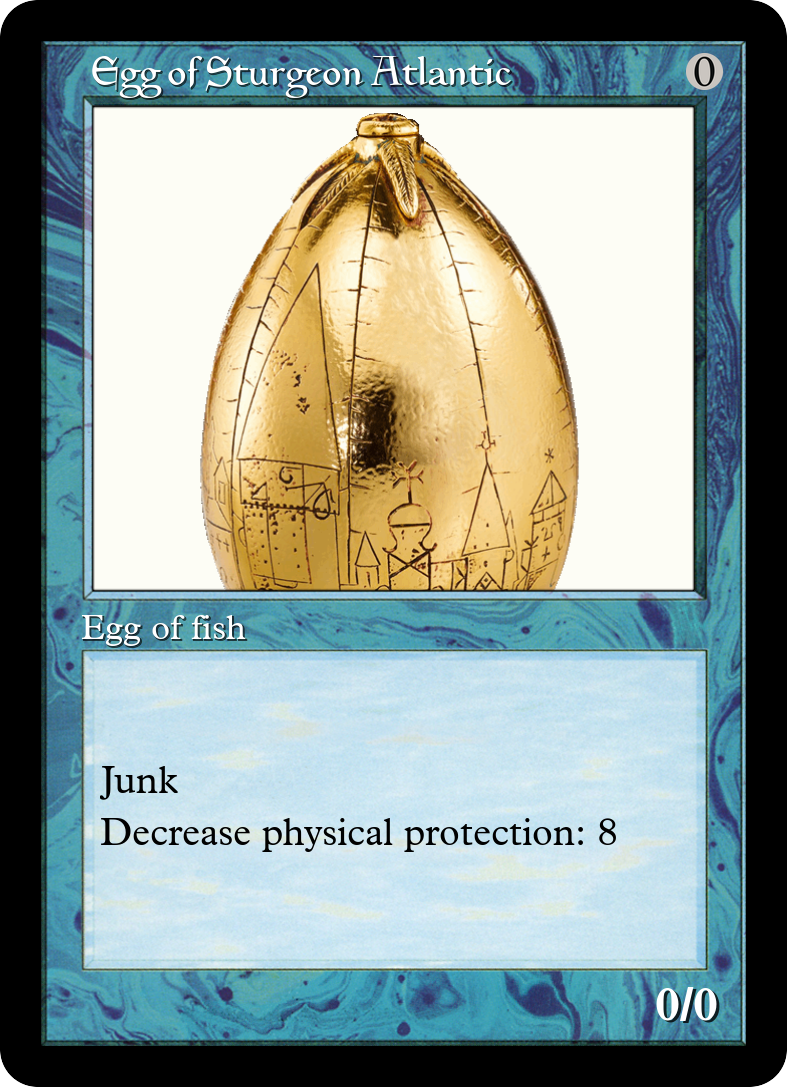 Egg of Sturgeon Atlantic
0
Egg of fish
Junk
Decrease physical protection: 8
0/0